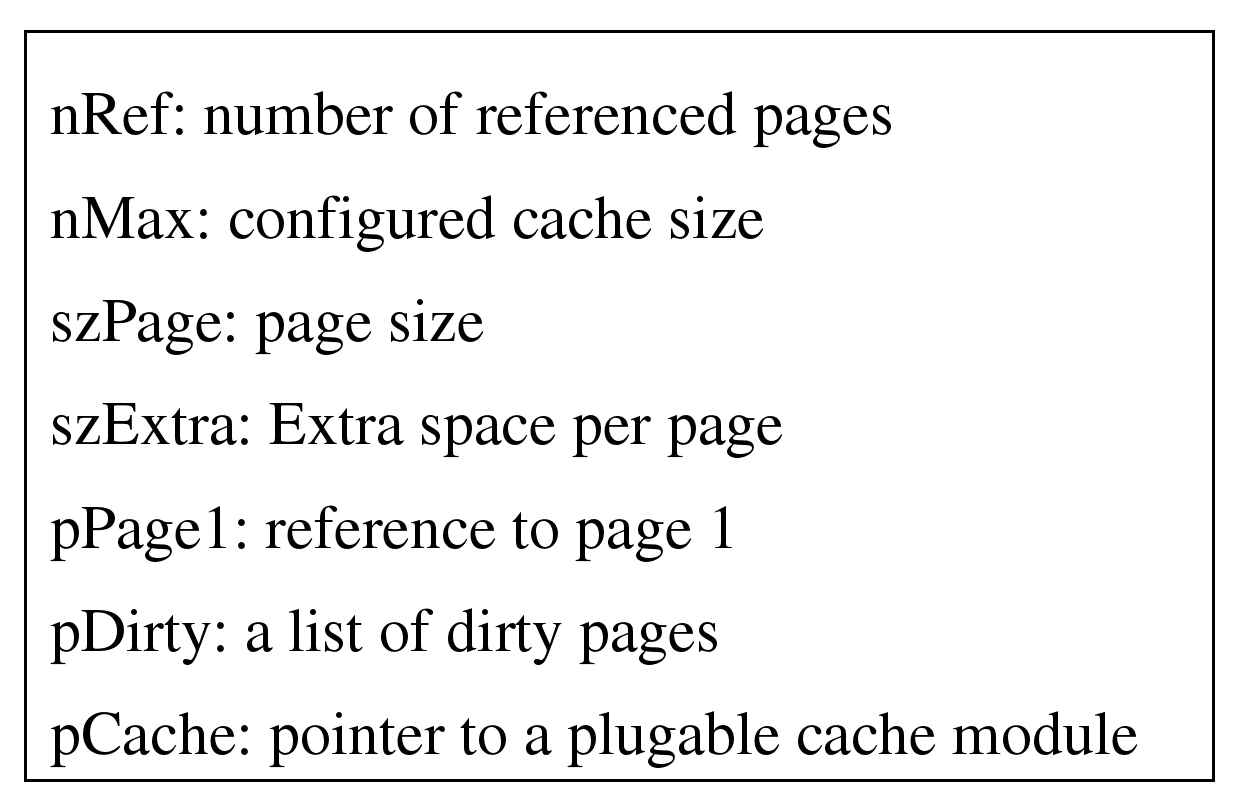 nRef: number of referenced pages
nMax: configured cache size
szPage: page size
szExtra: Extra space per page
pPage1: reference to page 1
pDirty: a list of dirty pages
pCache: pointer to a plugable cache module